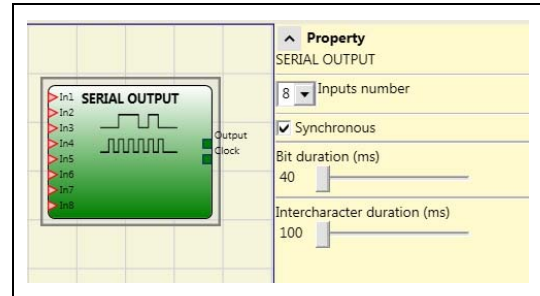 In1 SERIAL OUTPUT
In2
In3
In4
In5
In6
In7
In8
Output
Clock
Property
SERIAL OUTPUT
8 Inputs number
Synchronous
Bit duration (ms)
40
Intercharacter duration (ms)
100